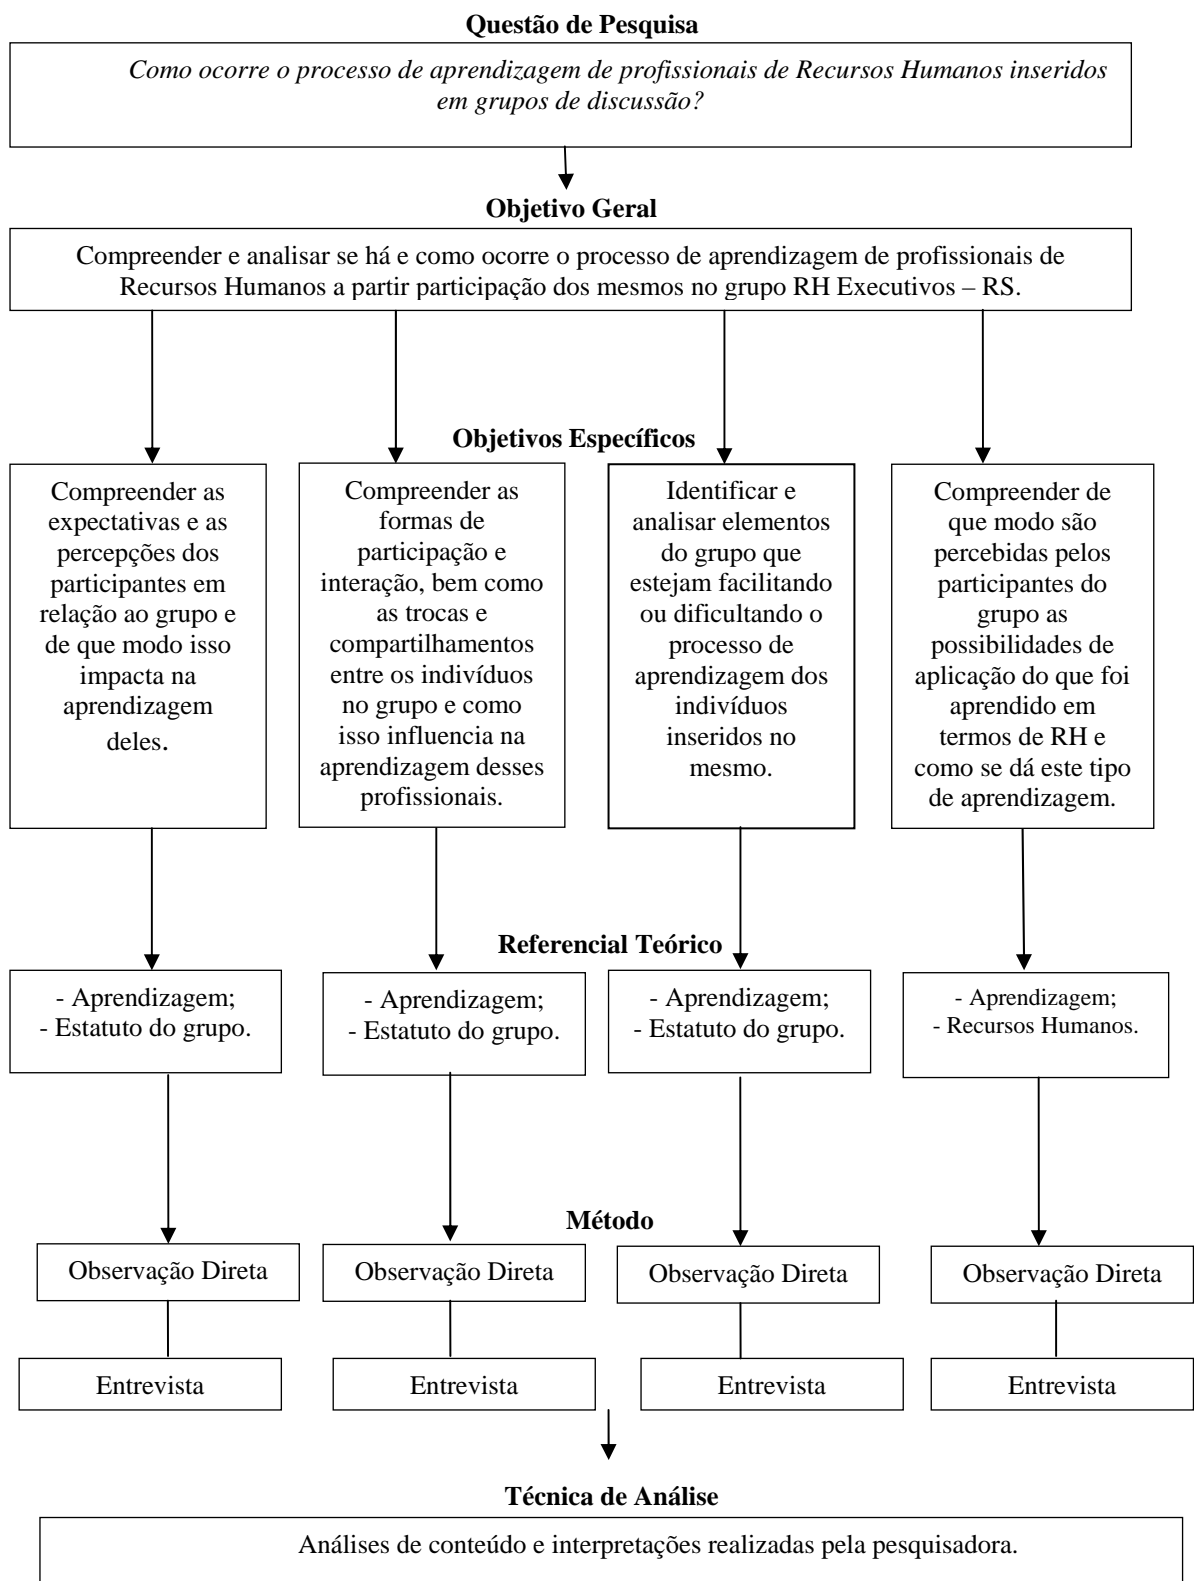 Questão de Pesquisa
Como ocorre o processo de aprendizagem de profissionais de Recursos Humanos inseridos
em grupos de discussão?
Objetivo Geral
Compreender e analisar se há e como ocorre o processo de aprendizagem de profissionais de
Recursos Humanos a partir participação dos mesmos no grupo RH Executivos – RS.
Objetivos Específicos
Compreender as
expectativas e as
percepções dos
participantes em
relação ao grupo e
de que modo isso
impacta na
aprendizagem
deles.
Compreender as
formas de
participação e
interação, bem como
as trocas e
compartilhamentos
entre os indivíduos
no grupo e como
isso influencia na
aprendizagem desses
profissionais.
Identificar e
analisar elementos
do grupo que
estejam facilitando
ou dificultando o
processo de
aprendizagem dos
indivíduos
inseridos no
mesmo.
Compreender de
que modo são
percebidas pelos
participantes do
grupo as
possibilidades de
aplicação do que foi
aprendido em
termos de RH e
como se dá este tipo
de aprendizagem.
Referencial Teórico
- Aprendizagem;
- Estatuto do grupo.
- Aprendizagem;
- Estatuto do grupo.
- Aprendizagem;
- Estatuto do grupo.
- Aprendizagem;
- Recursos Humanos.
Método
Observação Direta
Observação Direta
Observação Direta
Observação Direta
Entrevista
Entrevista
Entrevista
Entrevista
Técnica de Análise
Análises de conteúdo e interpretações realizadas pela pesquisadora.